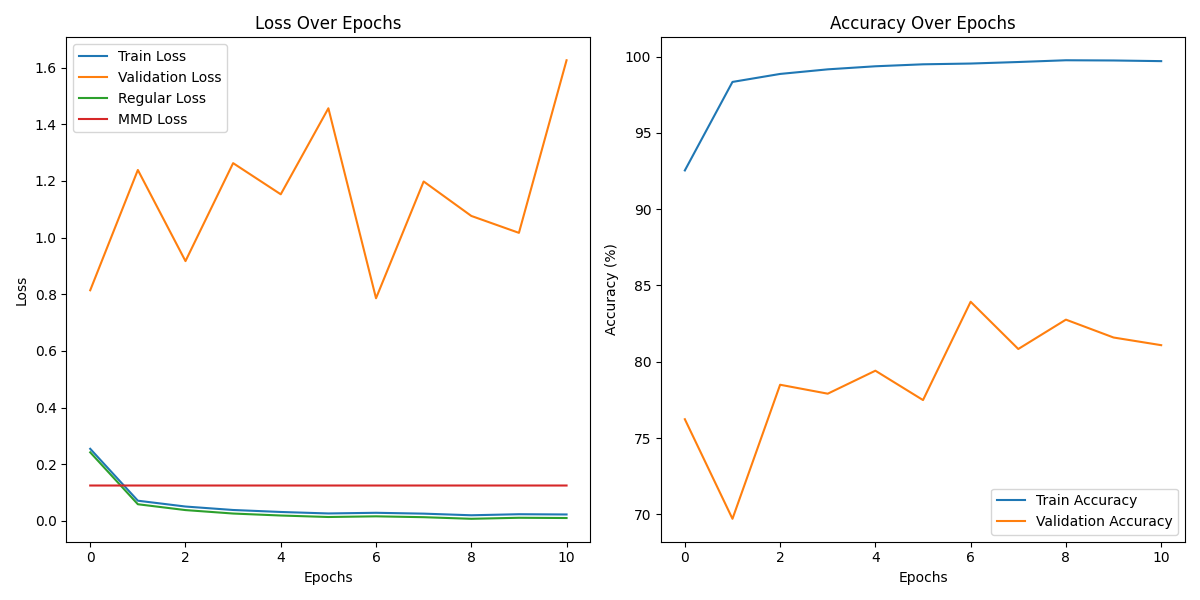 Loss Over Epochs
Train Loss
Validation Loss
Regular Loss
MMD Loss
1.6
1.4
1.2
1.0
0.8
0.6
0.4
0.2
0.0
Loss
0 2 4 6 8 10
Epochs
Accuracy Over Epochs
100
95
90
85
80
75
70
Accuracy (%)
Train Accuracy
Validation Accuracy
0 2 4 6 8 10
Epochs